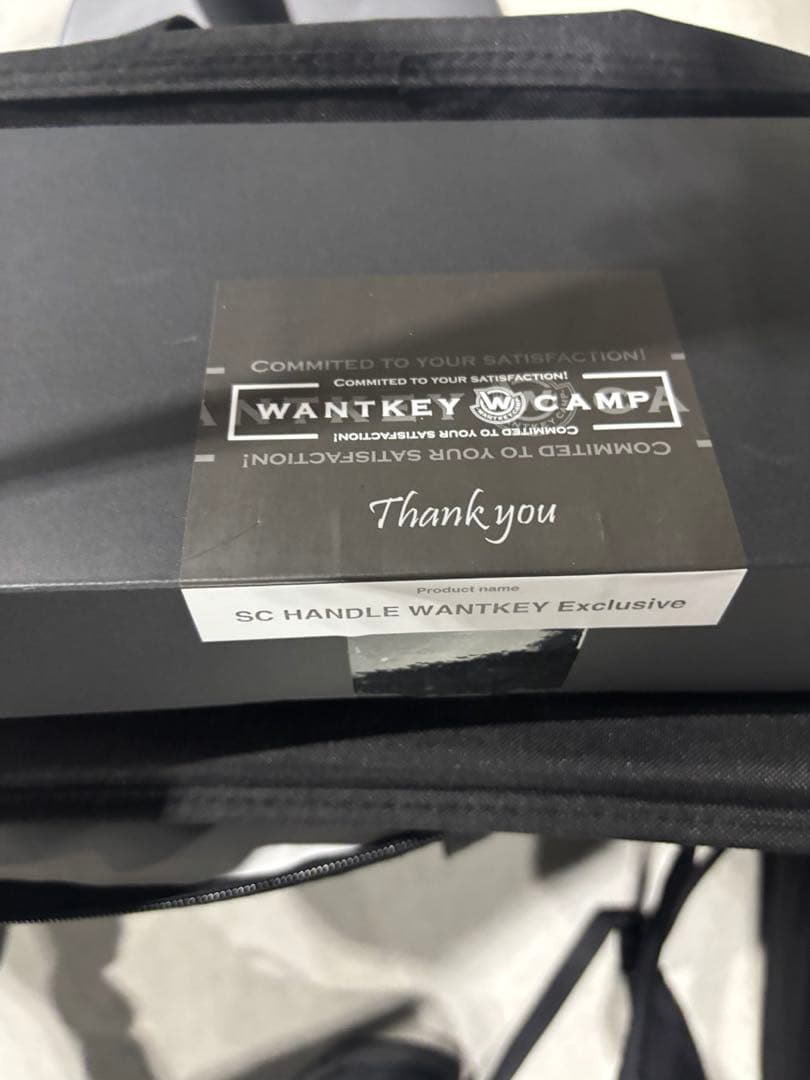 COMMITED TO YOUR SATISFACTION!
COMMITED TO YOUR SATISFACTION!
WANTKEY W CAMP
COMMITED TO YOUR SATISFACTION!
COMMITED TO YOUR SATISFACTION!
Thank you
Product name
SC HANDLE WANTKEY Exclusive